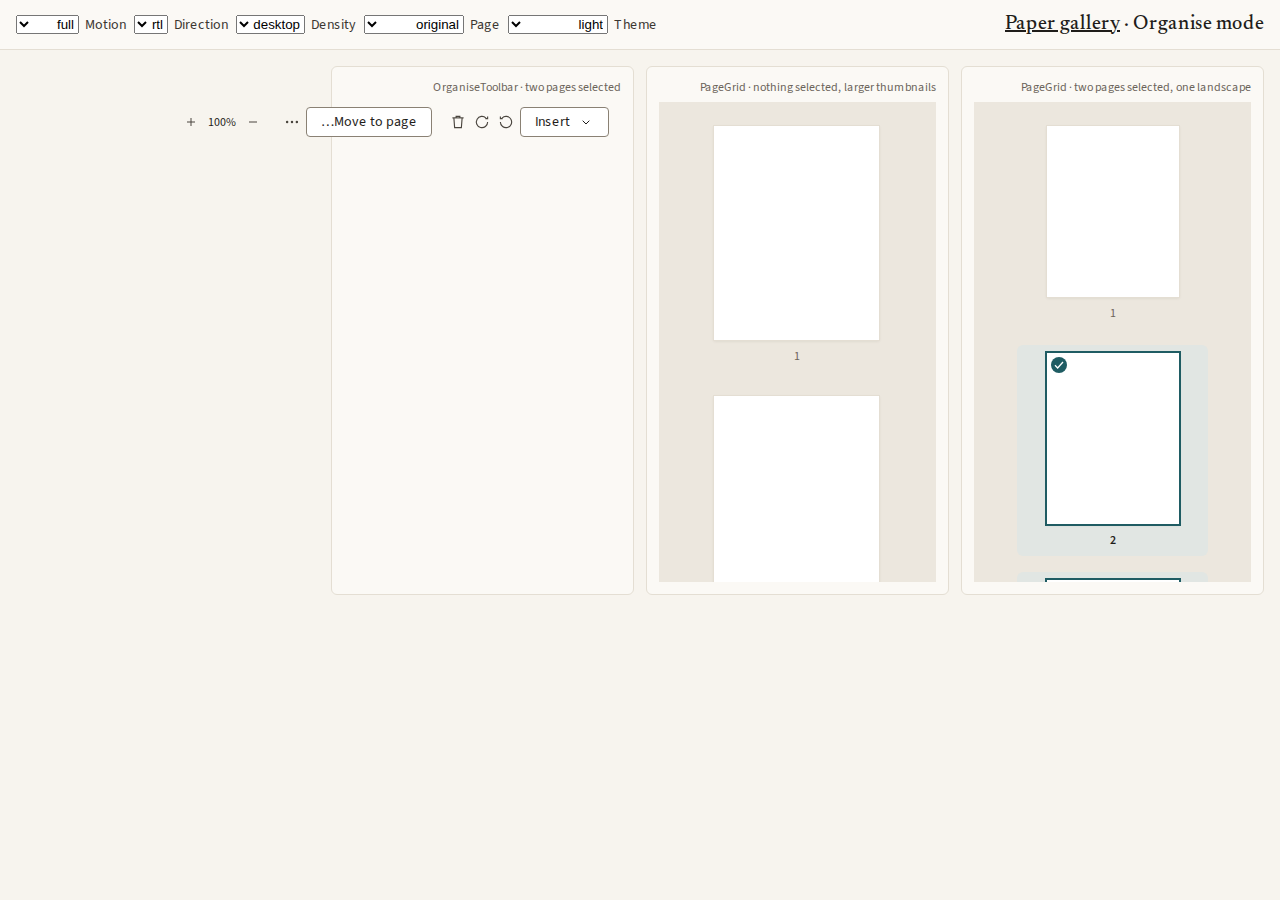 Paper gallery · Organise mode
Theme light Page original Density desktop Direction rtl Motion full
PageGrid · two pages selected, one landscape
1
2
PageGrid · nothing selected, larger thumbnails
1
OrganiseToolbar · two pages selected
Insert
...Move to page
100%